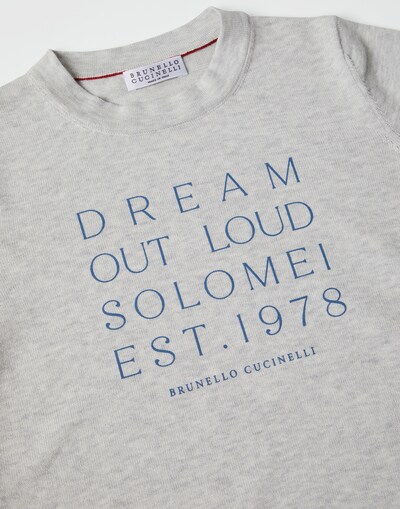 BRUNELLO
CUCINELLI
DREAM
OUT LOUD
SOLOMEI
EST.1978
BRUNELLO CUCINELLI